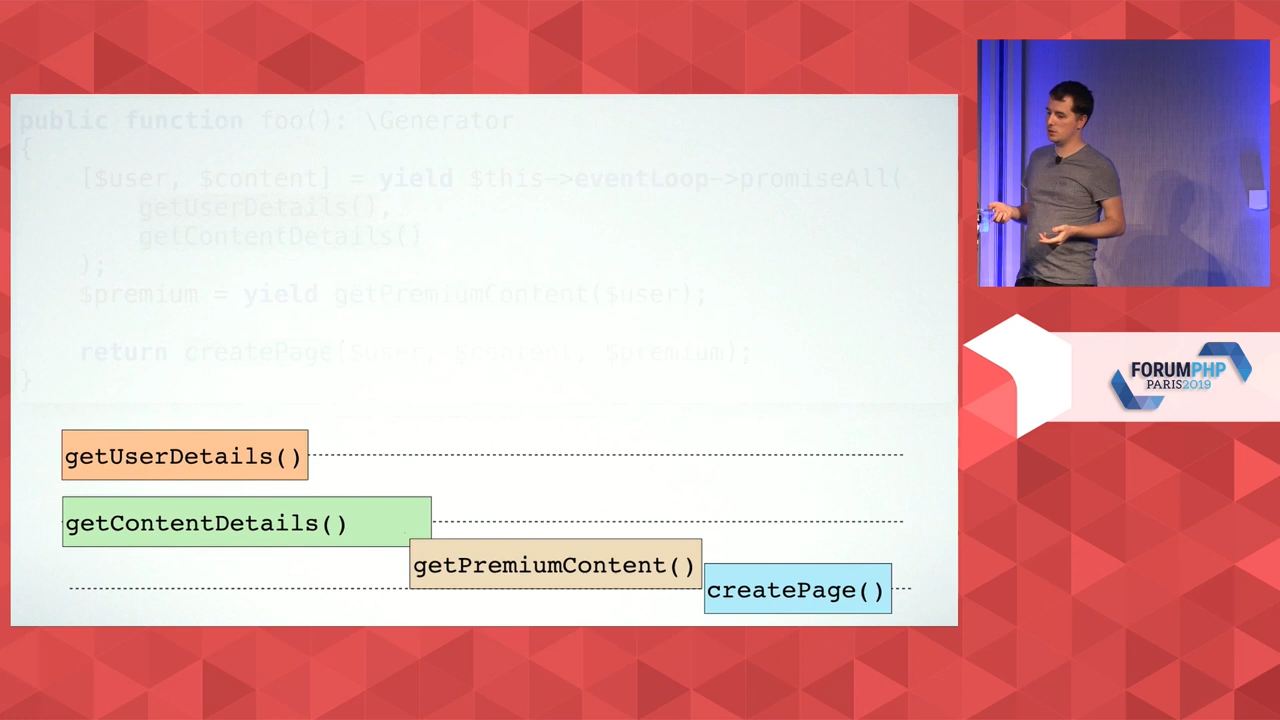 public function foo(): \Generator
{
[$user, $content] = yield $this->eventLoop->promiseAll(
getUserDetails(),
getContentDetails()
);
$premium = yield getPremiumContent($user);
return createPage($user, $content, $premium);
}
getUserDetails()
getContentDetails()
getPremiumContent()
createPage()
FORUMPHP
PARIS2019